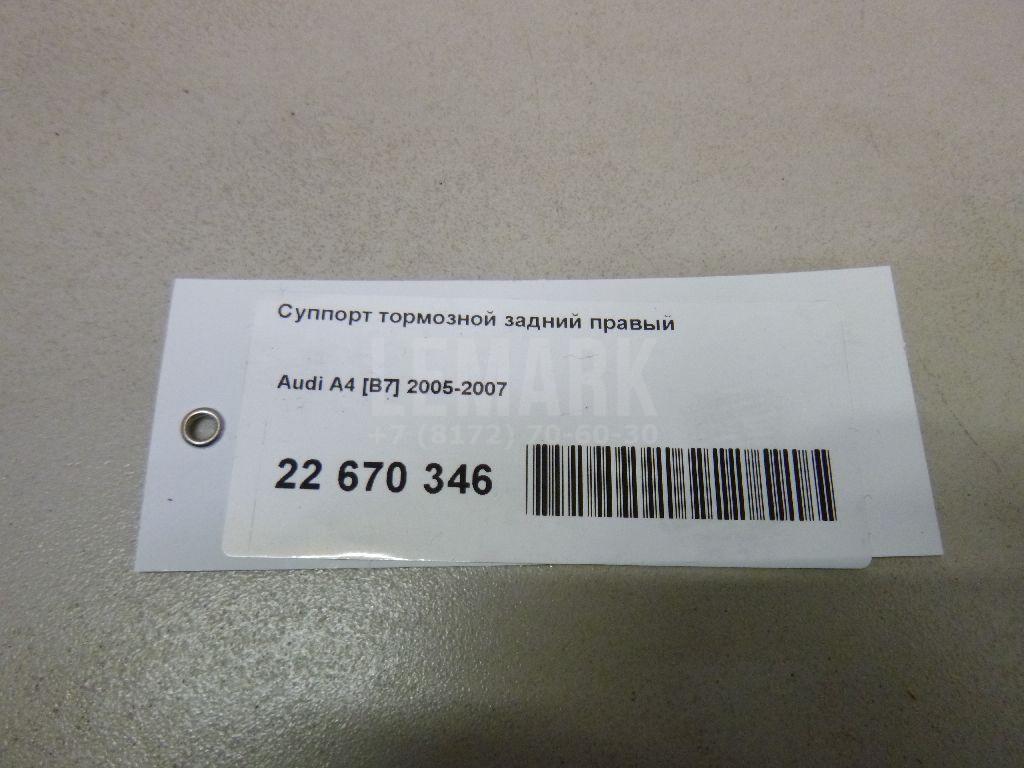 Суппорт тормозной задний правый
LEMARK
Audi A4 [B7] 2005-2007
+7 (8172) 70-60-30
22 670 346